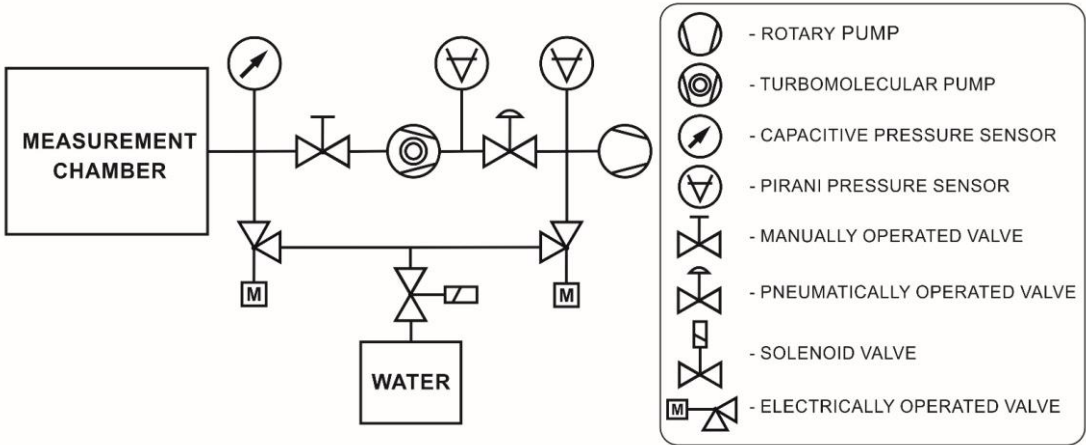 MEASUREMENT
CHAMBER
M
M
WATER
- ROTARY PUMP
- TURBOMOLECULAR PUMP
- CAPACITIVE PRESSURE SENSOR
- PIRANI PRESSURE SENSOR
- MANUALLY OPERATED VALVE
- PNEUMATICALLY OPERATED VALVE
- SOLENOID VALVE
M - ELECTRICALLY OPERATED VALVE